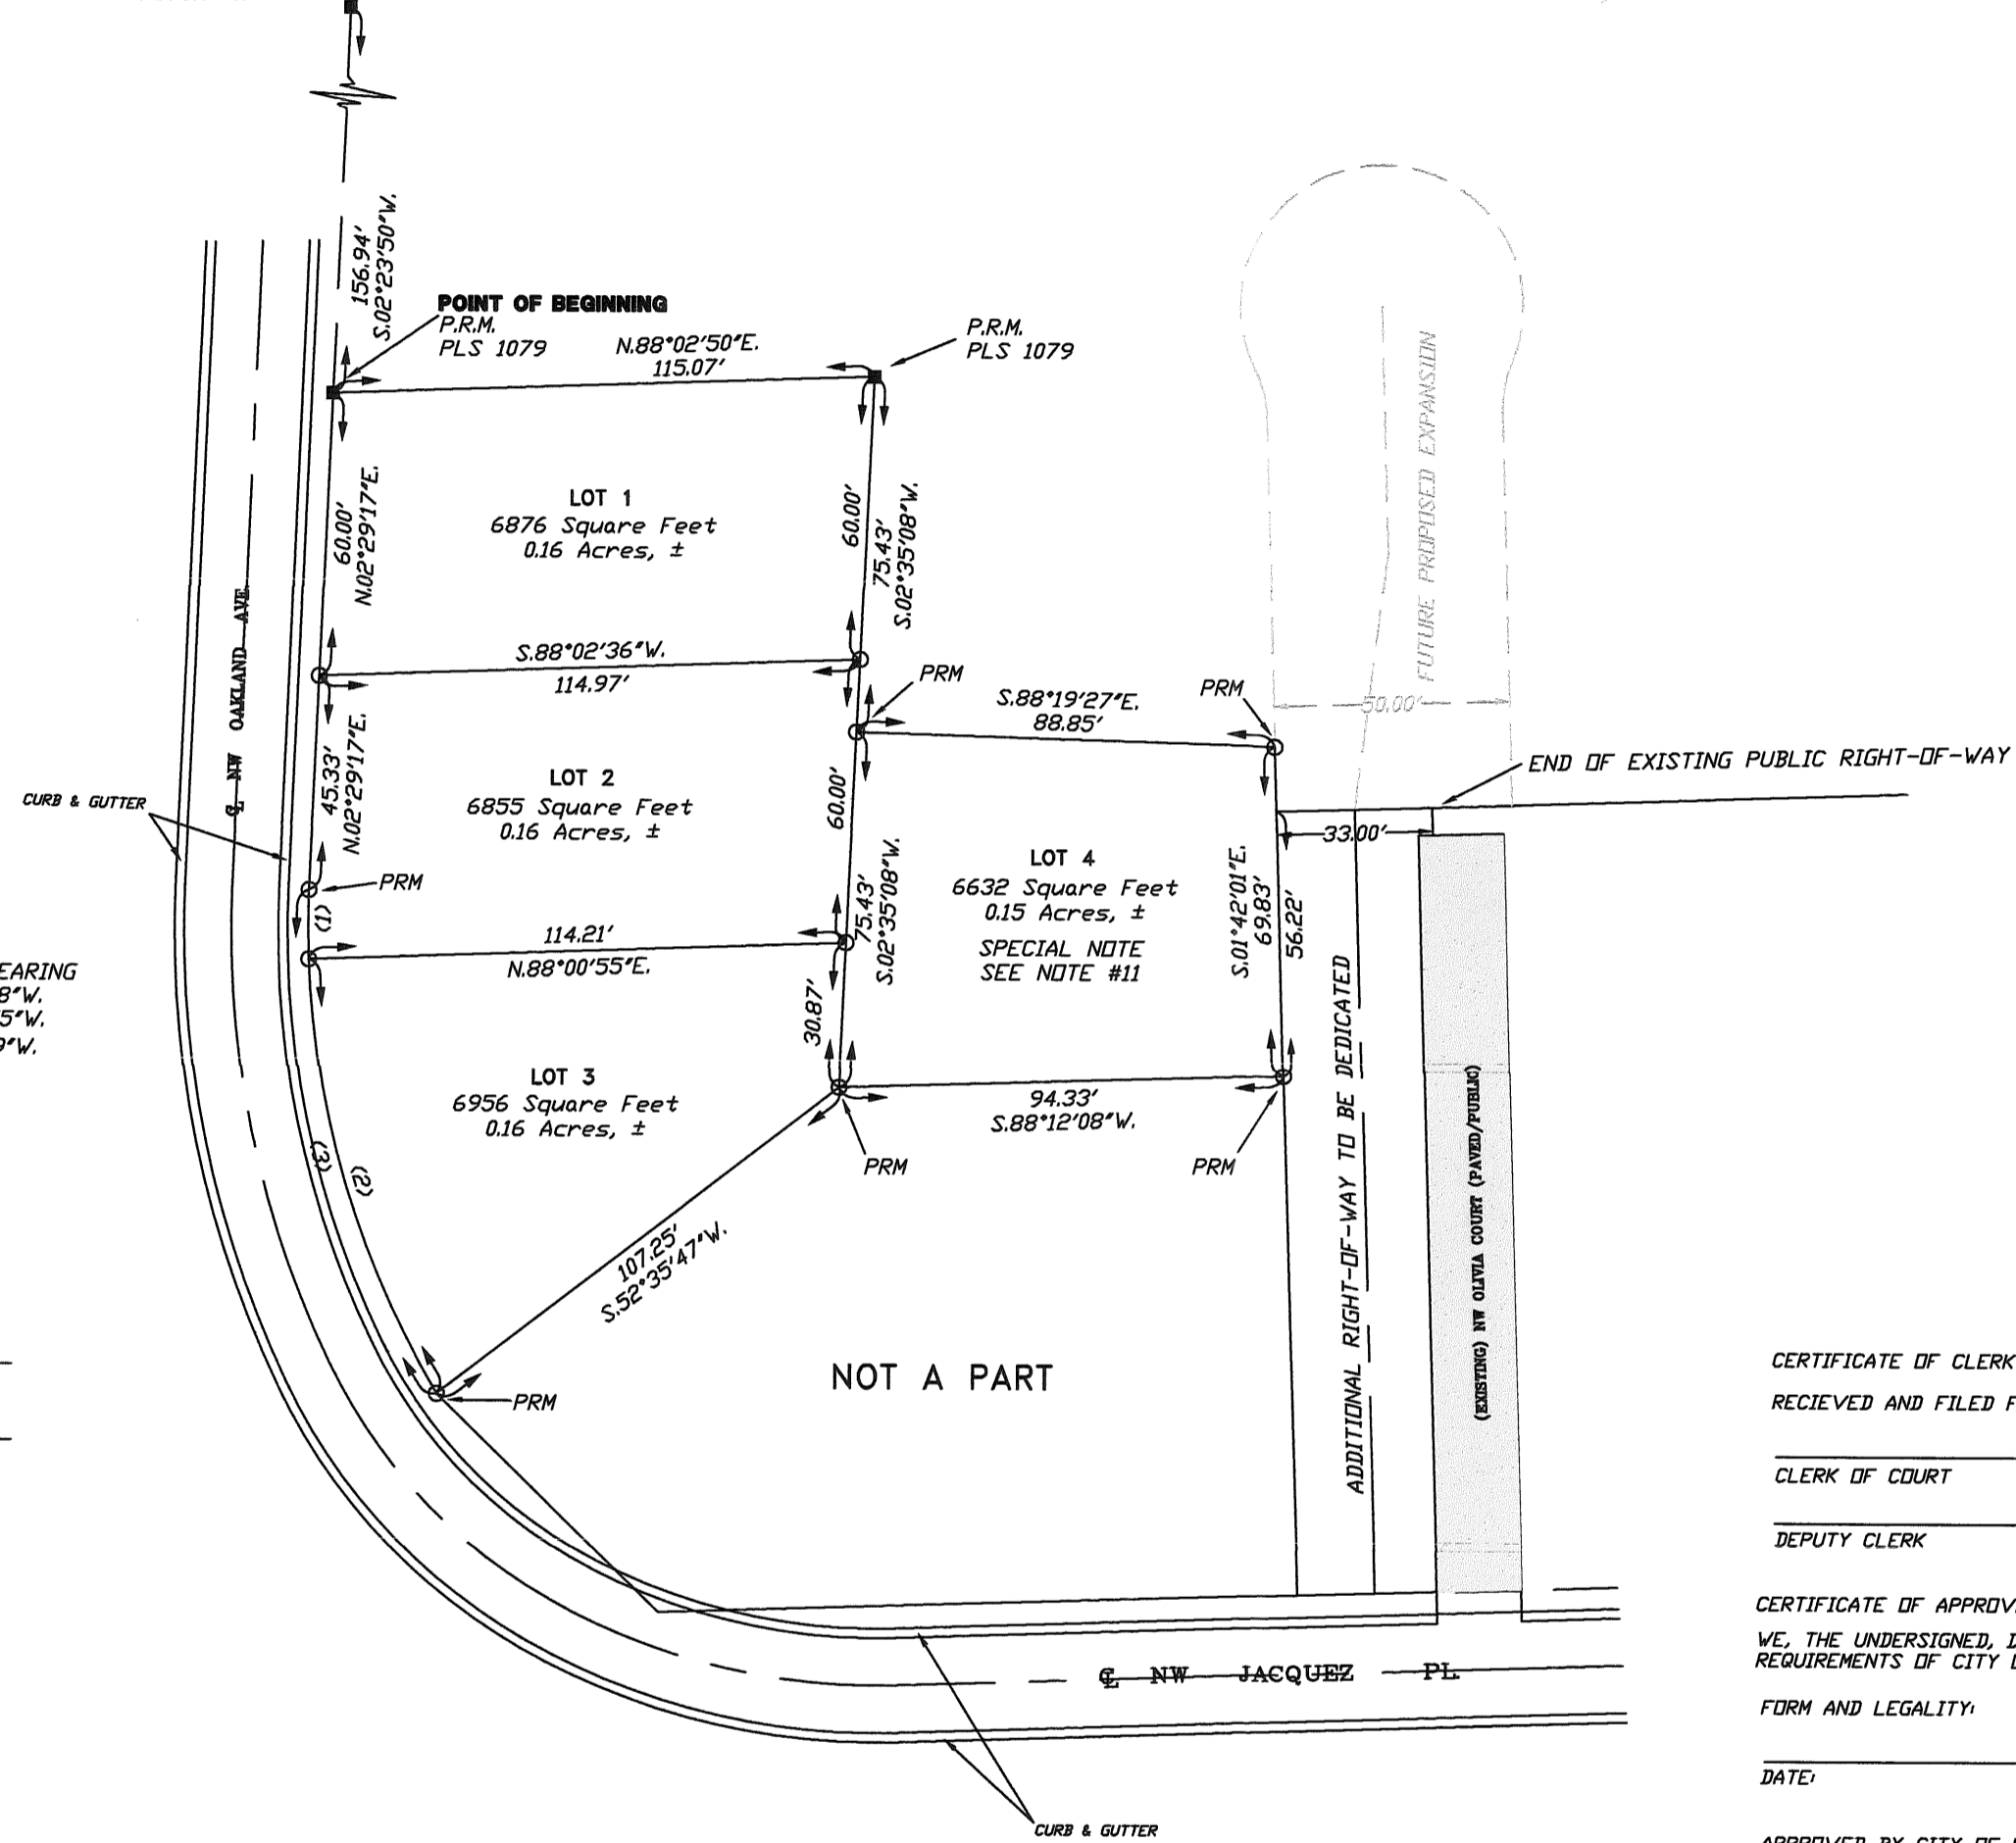 156.94'
S.02°23'50"W.
POINT OF BEGINNING
P.R.M.
PLS 1079
N.88°02'50"E.
115.07'
P.R.M.
PLS 1079
LOT 1
6876 Square Feet
0.16 Acres, ±
60.00'
N.02°29'17"E.
60.00'
75.43'
S.02°35'08"W.
FUTURE PROPOSED EXPANSION
50.00'
S.88°02'36"W.
114.97'
PRM
S.88°19'27"E.
88.85'
PRM
END OF EXISTING PUBLIC RIGHT-OF-WAY
33.00'
℄ NW OAKLAND AVE.
CURB & GUTTER
45.33'
N.02°29'17"E.
LOT 2
6855 Square Feet
0.16 Acres, ±
60.00'
75.43'
S.02°35'08"W.
PRM
(1)
114.21'
N.88°00'55"E.
LOT 4
6632 Square Feet
0.15 Acres, ±
SPECIAL NOTE
SEE NOTE #11
S.01°42'01"E.
69.83'
56.22'
EARING
8"W.
5"W.
9"W.
30.87'
LOT 3
6956 Square Feet
0.16 Acres, ±
94.33'
S.88°12'08"W.
PRM
PRM
(3)
(2)
107.25'
S.52°35'47"W.
ADDITIONAL RIGHT-OF-WAY TO BE DEDICATED
(EXISTING) NW OLIVIA COURT (PAVED/PUBLIC)
PRM
NOT A PART
℄ NW JACQUEZ PL
CURB & GUTTER
CERTIFICATE OF CLERK
RECIEVED AND FILED F
CLERK OF COURT
DEPUTY CLERK
CERTIFICATE OF APPROV
WE, THE UNDERSIGNED, D
REQUIREMENTS OF CITY
FORM AND LEGALITY:
DATE:
APPROVED BY CITY OF